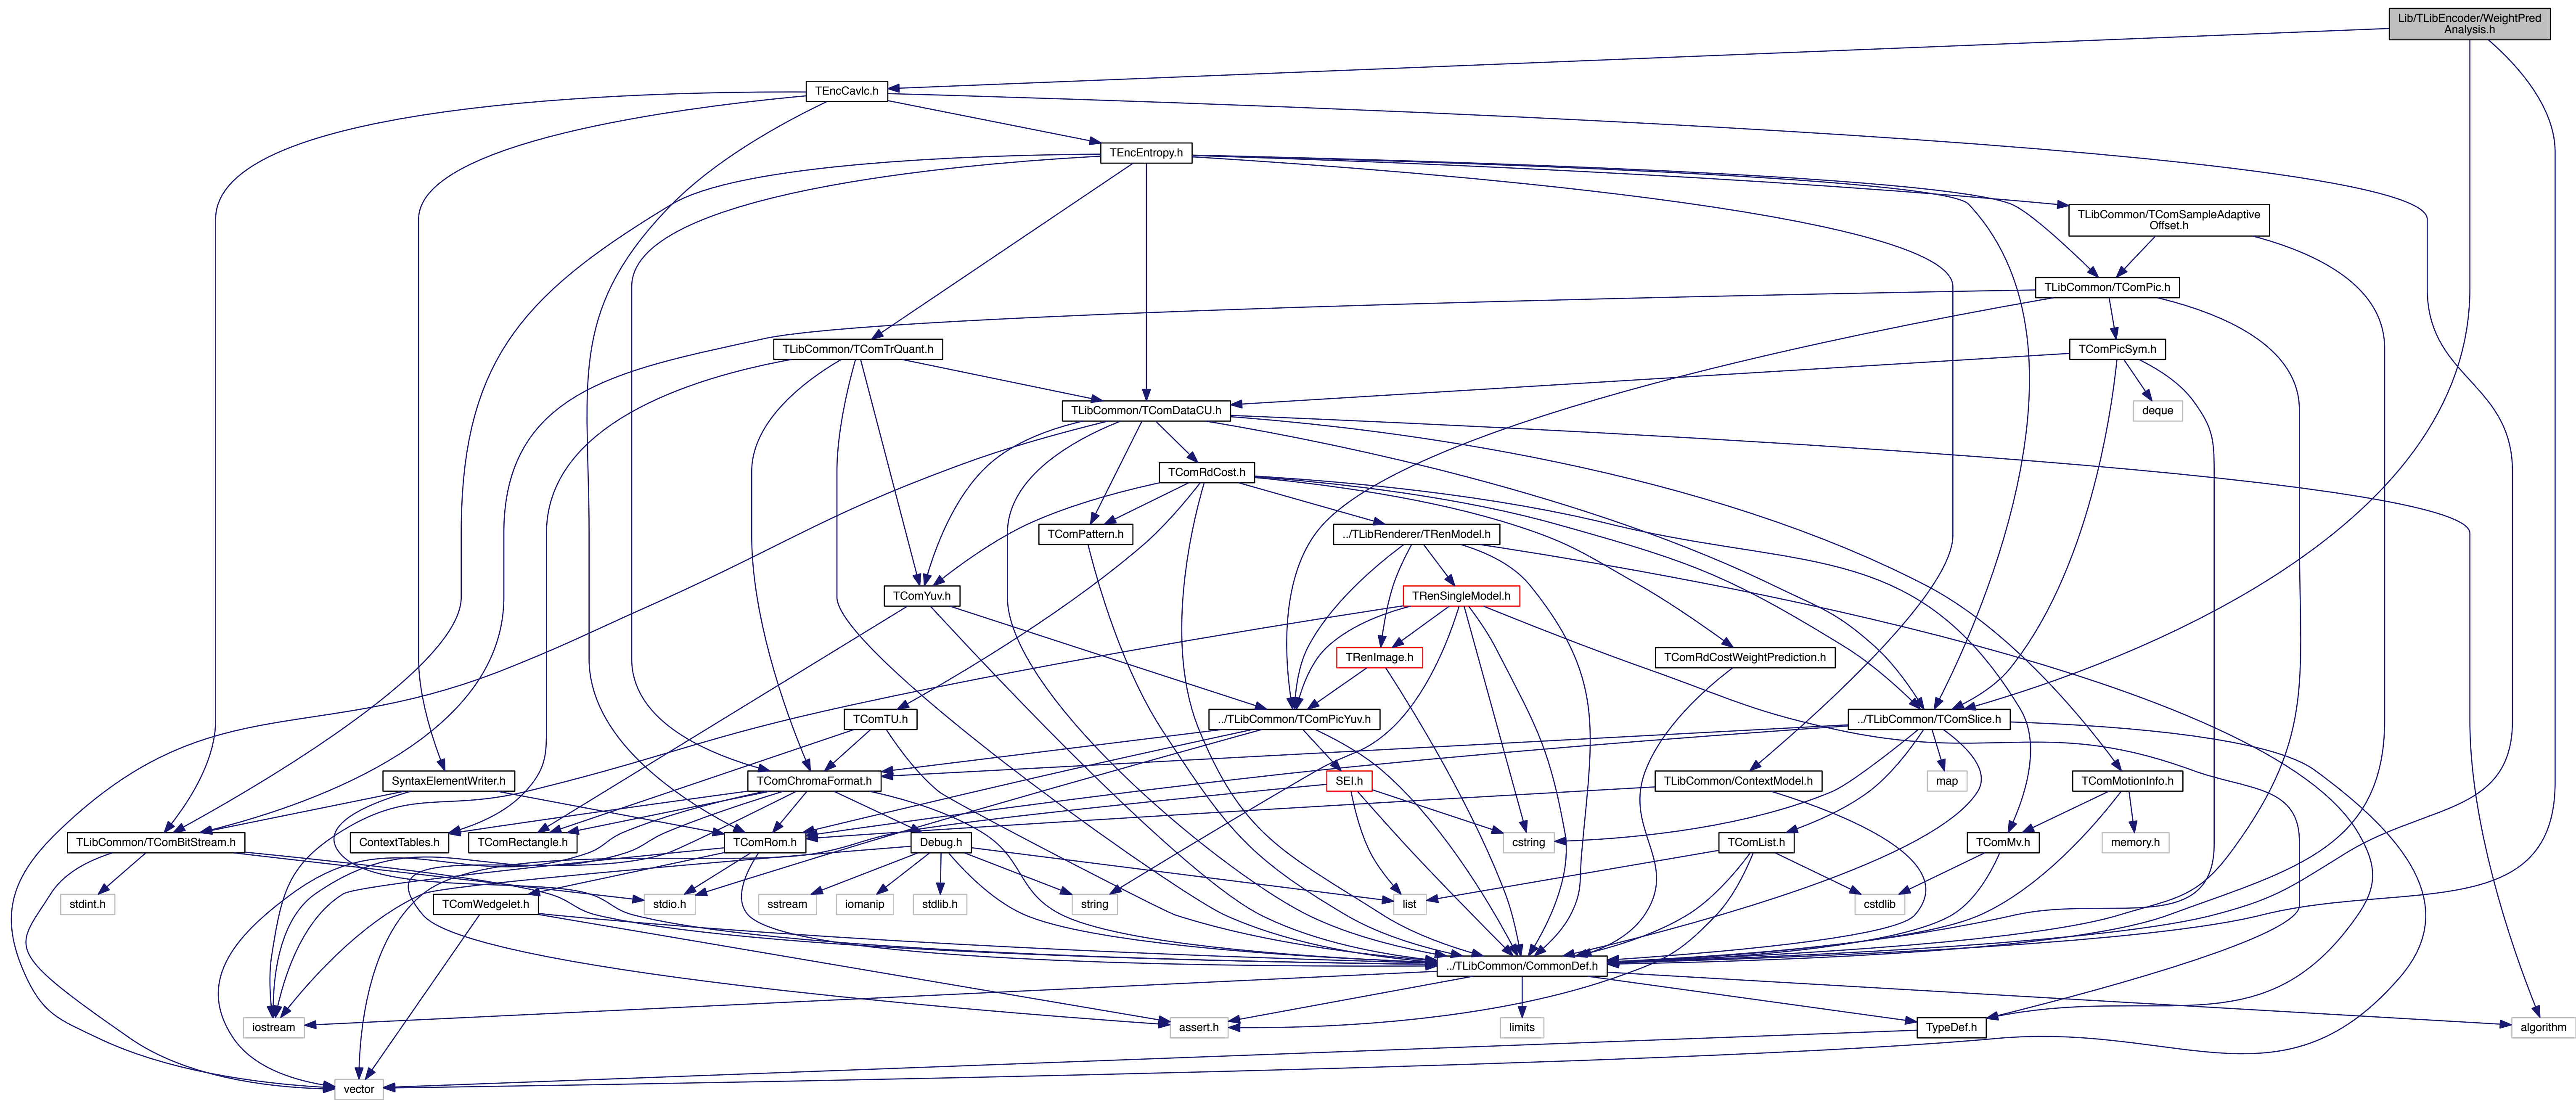 Lib/TLibEncoder/WeightPred
Analysis.h
TEncCavlc.h
TEncEntropy.h
TLibCommon/TComSampleAdaptive
Offset.h
TLibCommon/TComPic.h
TLibCommon/TComTrQuant.h
TComPicSym.h
TLibCommon/TComDataCU.h
deque
TComRdCost.h
TComPattern.h
../TLibRenderer/TRenModel.h
TComYuv.h
TRenSingleModel.h
TRenImage.h
TComRdCostWeightPrediction.h
TComTU.h
../TLibCommon/TComPicYuv.h
../TLibCommon/TComSlice.h
SyntaxElementWriter.h
TComChromaFormat.h
SEI.h
TLibCommon/ContextModel.h
map
TComMotionInfo.h
TLibCommon/TComBitStream.h
ContextTables.h
TComRectangle.h
TComRom.h
Debug.h
cstring
TComList.h
TComMv.h
memory.h
stdint.h
TComWedgelet.h
stdio.h
sstream
iomanip
stdlib.h
string
list
cstdlib
../TLibCommon/CommonDef.h
iostream
assert.h
limits
TypeDef.h
algorithm
vector